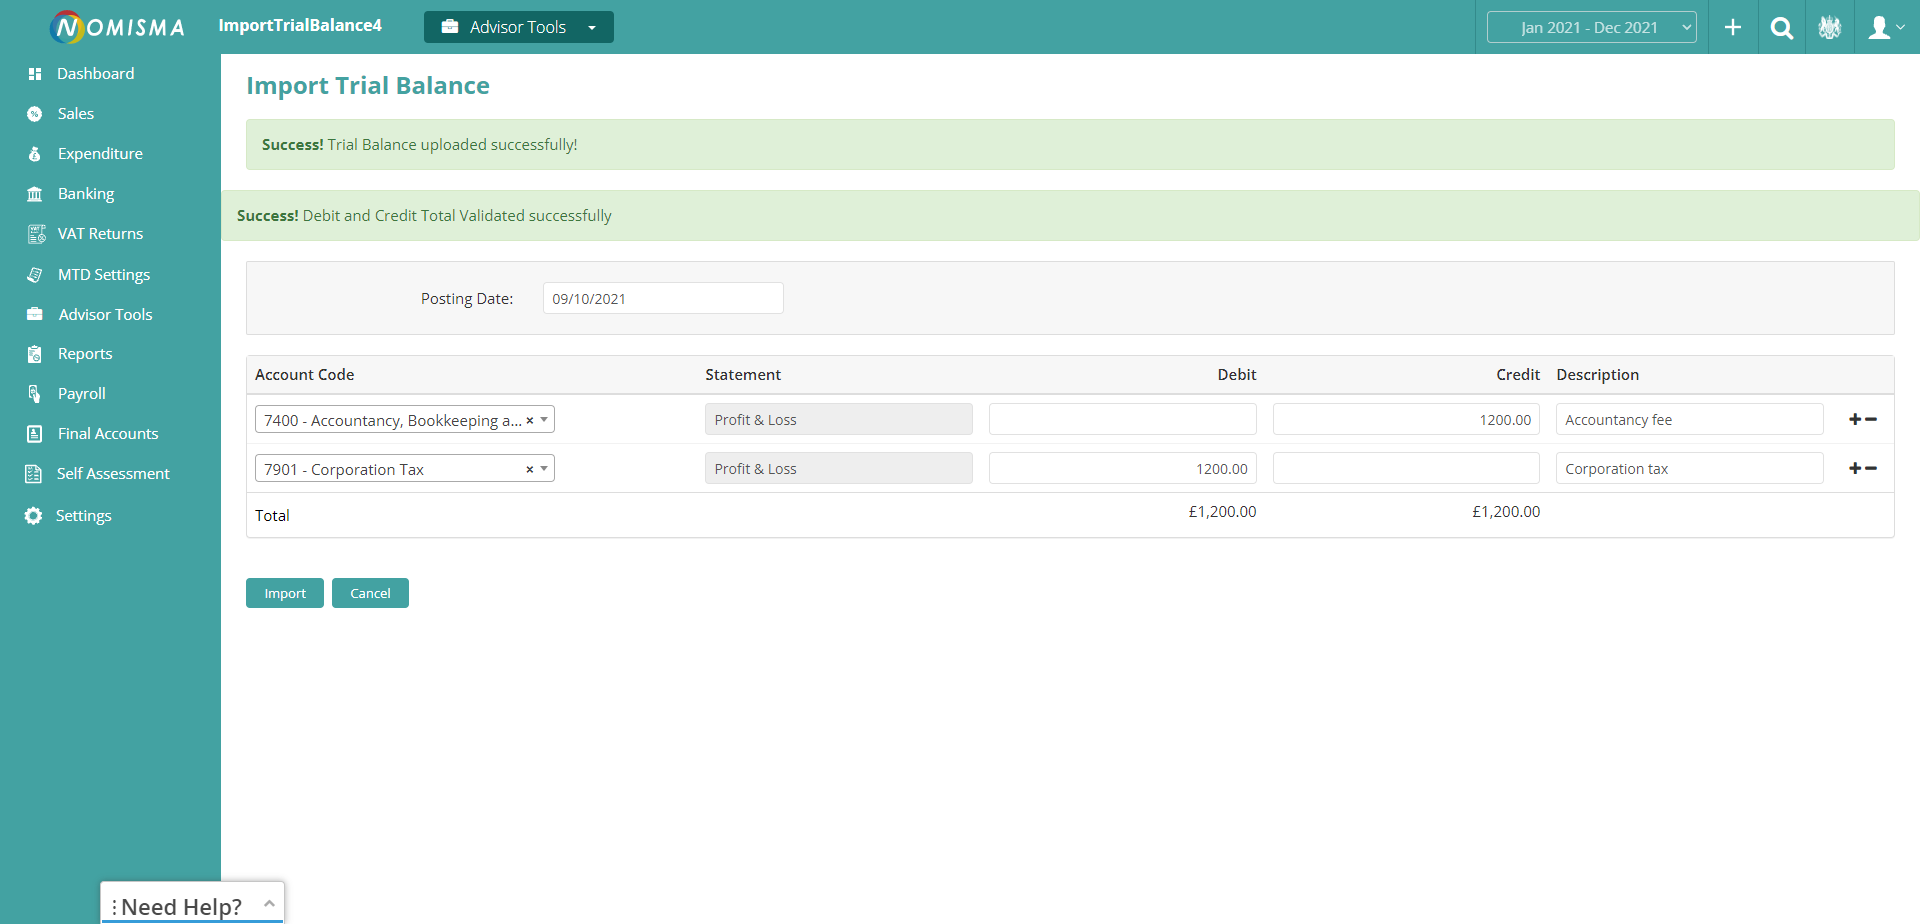 NOMISMA
ImportTrialBalance4
Advisor Tools
Jan 2021 - Dec 2021
Dashboard
Sales
Expenditure
Banking
VAT Returns
MTD Settings
Advisor Tools
Reports
Payroll
Final Accounts
Self Assessment
Settings
Import Trial Balance
Success! Trial Balance uploaded successfully!
Success! Debit and Credit Total Validated successfully
Posting Date: 09/10/2021
Account Code Statement Debit Credit Description
7400 - Accountancy, Bookkeeping a... × Profit & Loss 1200.00 Accountancy fee
7901 - Corporation Tax × Profit & Loss 1200.00 Corporation tax
Total £1,200.00 £1,200.00
Import Cancel
Need Help?